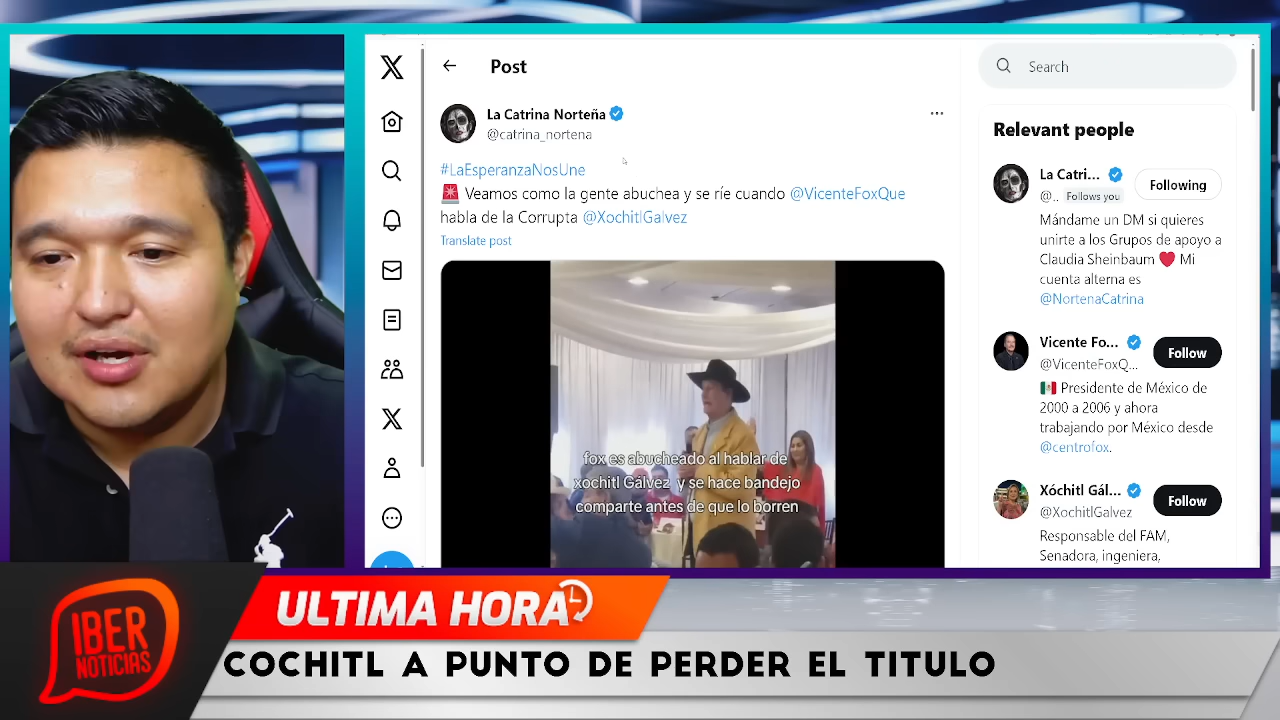 Post
Search
La Catrina Norteña
@catrina_nortena
#LaEsperanzaNosUne
🚨 Veamos como la gente abuchea y se ríe cuando @VicenteFoxQue
habla de la Corrupta @XochitlGalvez
Translate post
fox es abucheado al hablar de
xochitl Gálvez y se hace bandejo
comparte antes de que lo borren
Relevant people
La Catri...
@.. Follows you
Following
Mándame un DM si quieres
unirte a los Grupos de apoyo a
Claudia Sheinbaum ❤️ Mi
cuenta alterna es
@NortenaCatrina
Vicente Fo...
@VicenteFoxQ...
Follow
🇲🇽 Presidente de México de
2000 a 2006 y ahora
trabajando por México desde
@centrofox.
Xóchitl Gál...
@XochitlGalvez
Follow
Responsable del FAM,
Senadora, ingeniera,
IBER
NOTICIAS
ULTIMA HORA
COCHITL A PUNTO DE PERDER EL TITULO